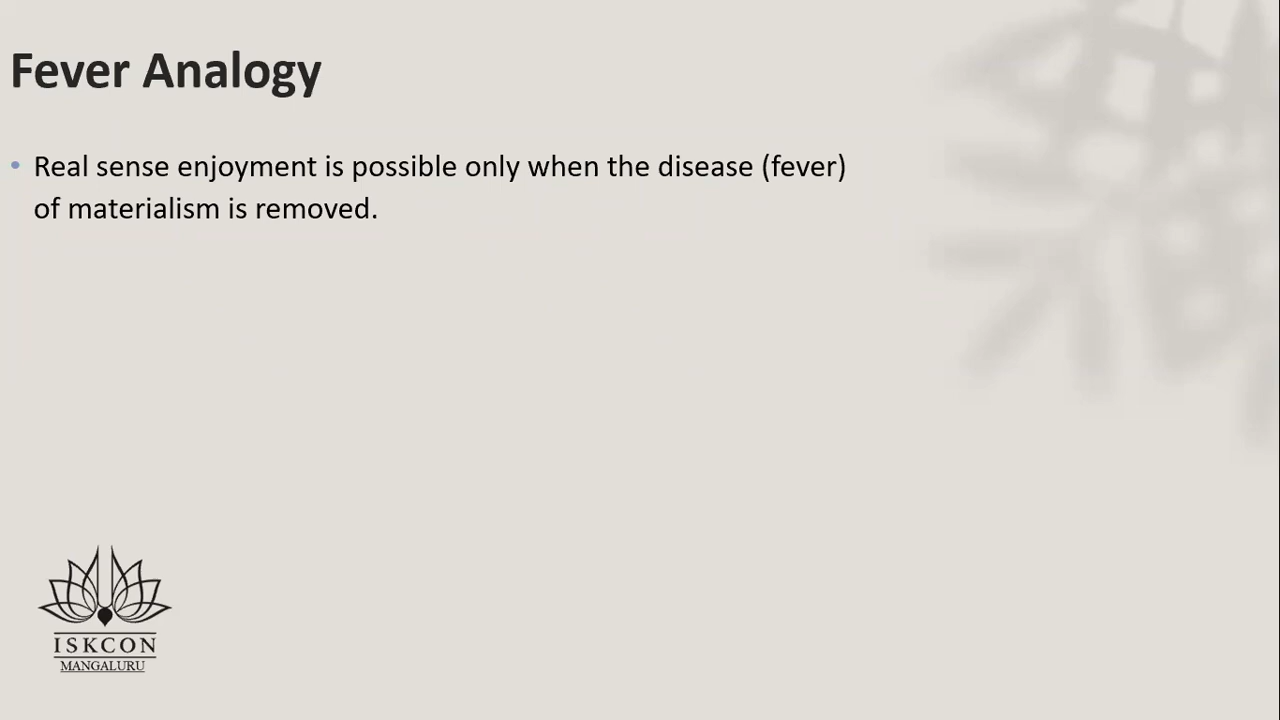 Fever Analogy
• Real sense enjoyment is possible only when the disease (fever)
of materialism is removed.
ISKCON
MANGALURU